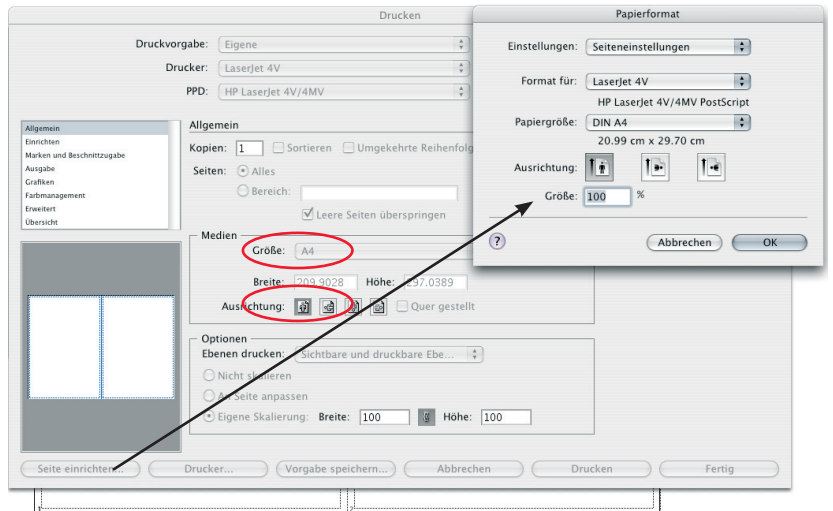 Drucken
Druckvorgabe: Eigene
Drucker: LaserJet 4V
PPD: HP LaserJet 4V/4MV
Allgemein
Einrichten
Marken und Beschnittzugabe
Ausgabe
Grafiken
Farbmanagement
Erweitert
Übersicht
Allgemein
Kopien: 1 Sortieren Umgekehrte Reihenfolg
Seiten: Alles
Bereich:
Leere Seiten überspringen
Medien
Größe: A4
Breite: 209.9028 Höhe: 297.0389
Ausrichtung: Quer gestellt
Optionen
Ebenen drucken: Sichtbare und druckbare Ebe...
Nicht skalieren
An Seite anpassen
Eigene Skalierung: Breite: 100 Höhe: 100
Seite einrichten... Drucker... Vorgabe speichern... Abbrechen Drucken Fertig
1 2
Papierformat
Einstellungen: Seiteneinstellungen
Format für: LaserJet 4V
HP LaserJet 4V/4MV PostScript
Papiergröße: DIN A4
20.99 cm x 29.70 cm
Ausrichtung:
Größe: 100 %
? Abbrechen OK